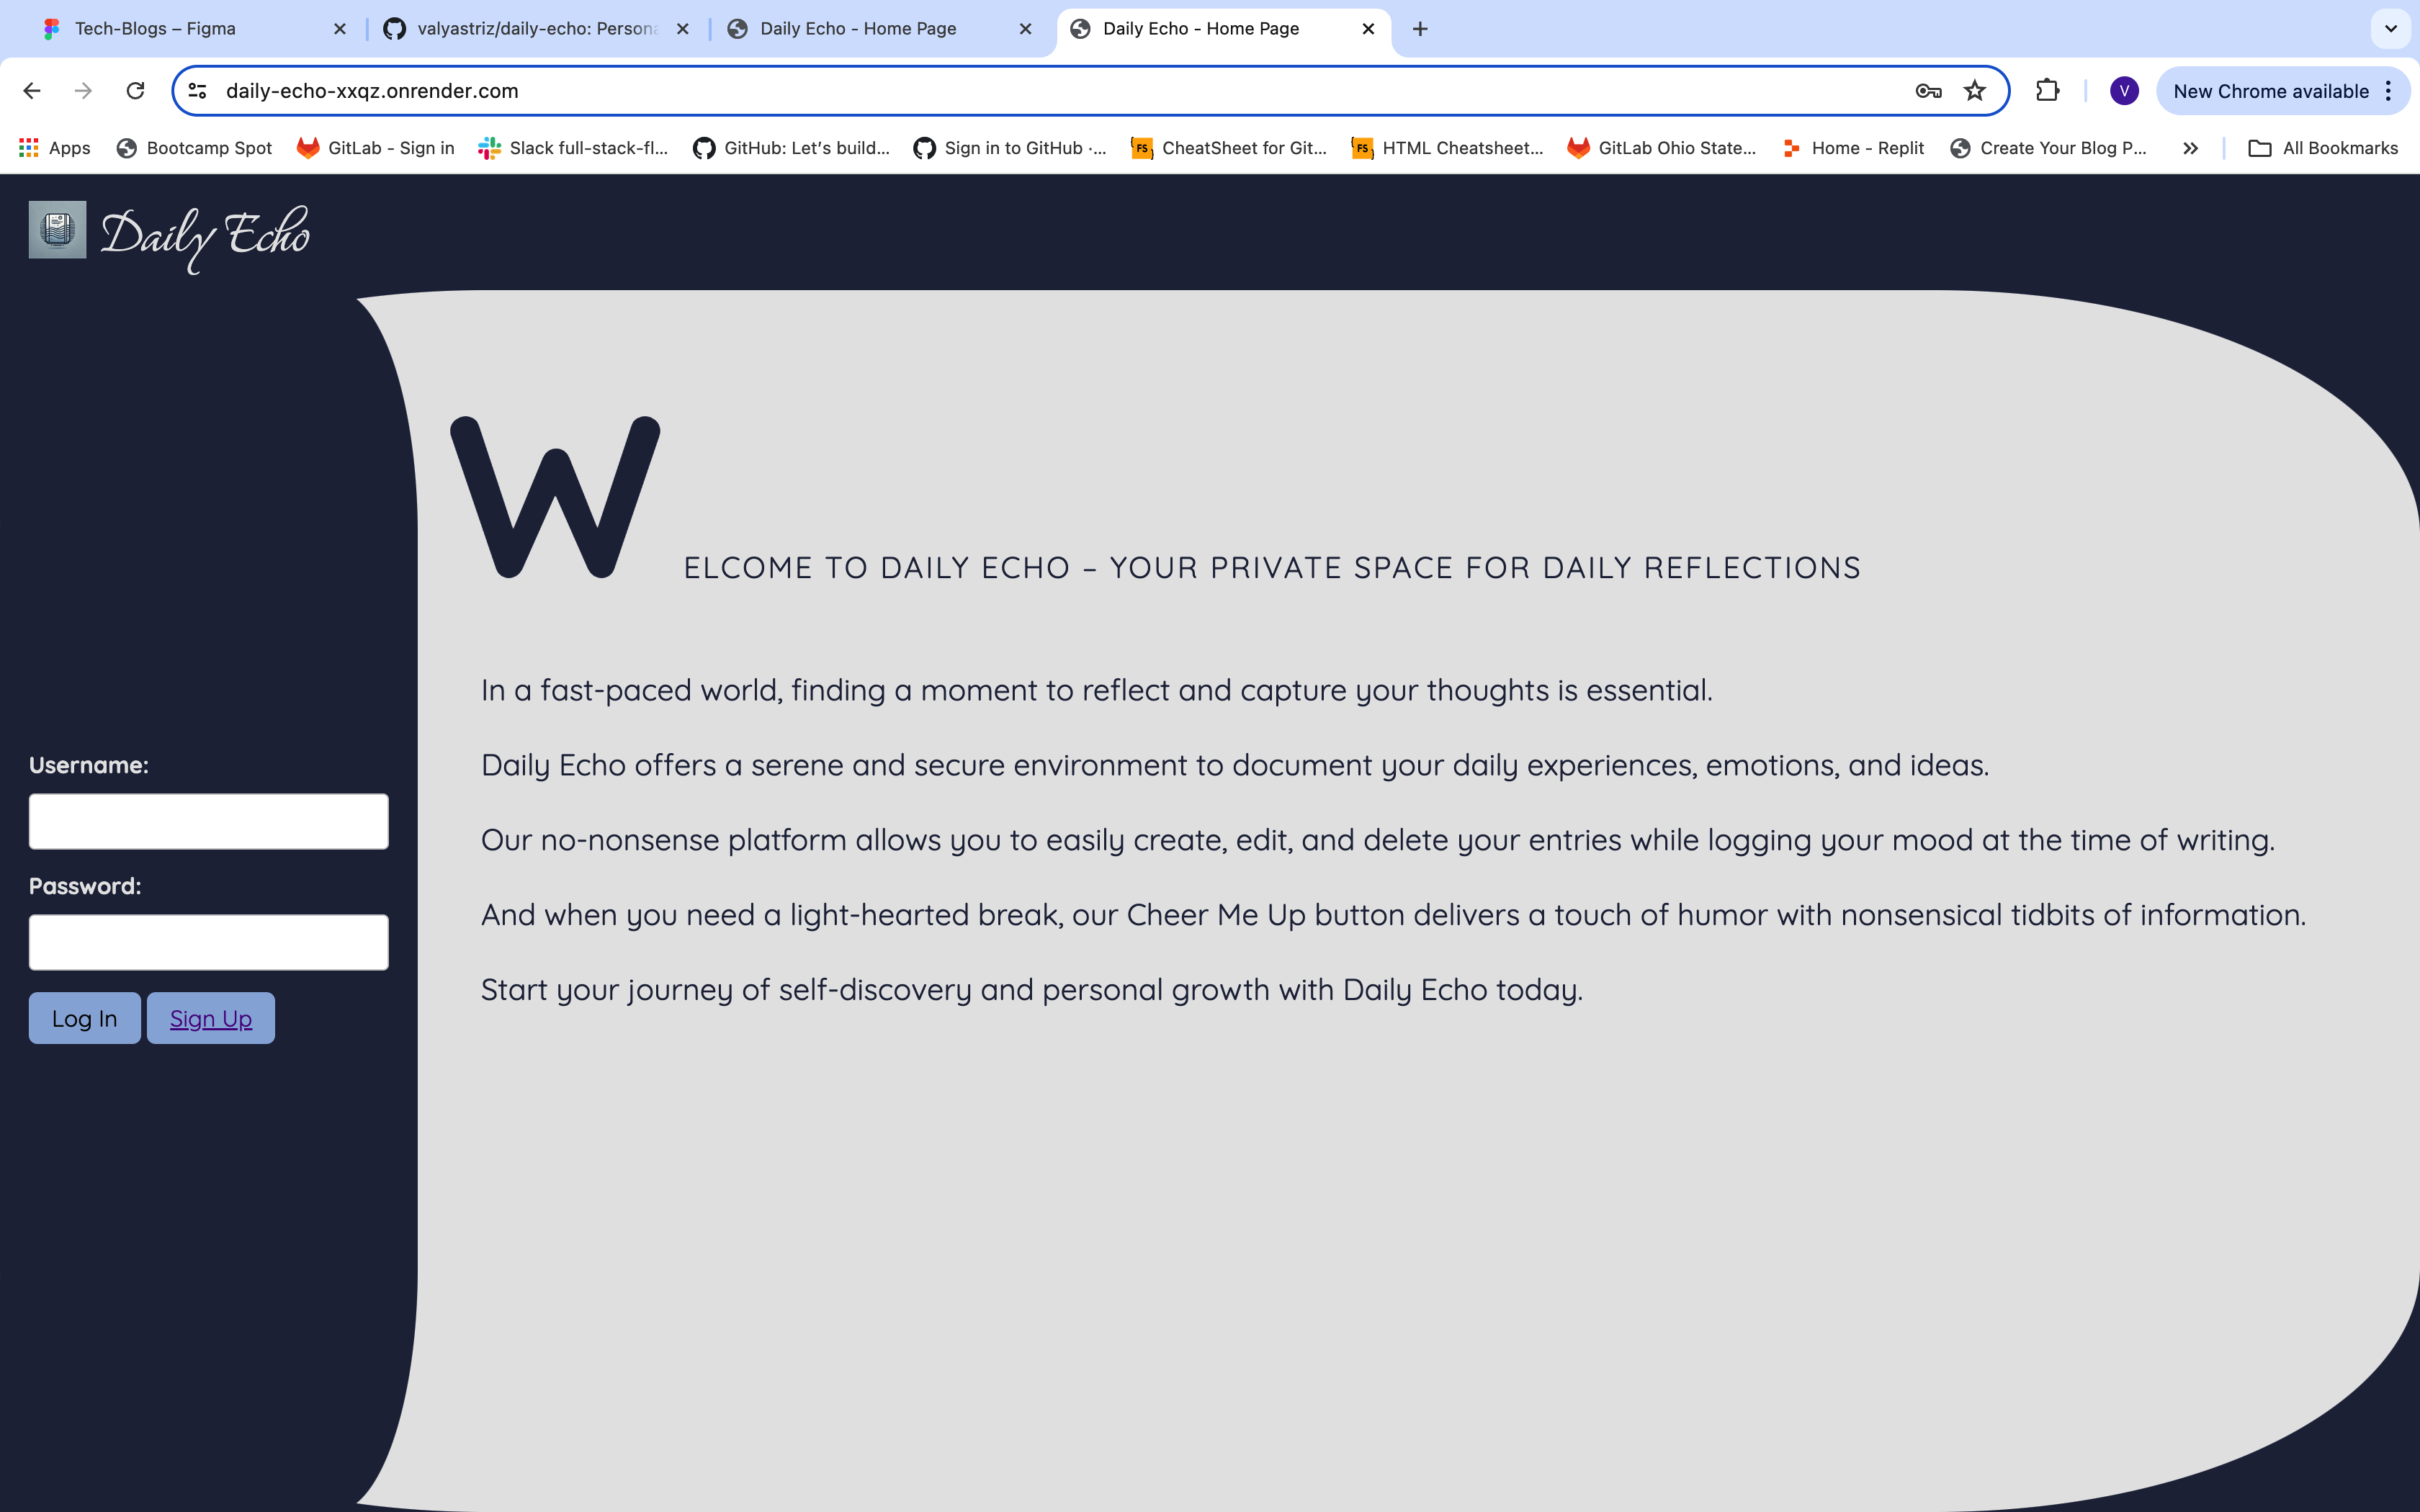 Tech-Blogs – Figma
valyastriz/daily-echo: Persona
Daily Echo - Home Page
Daily Echo - Home Page
daily-echo-xxqz.onrender.com
V
New Chrome available
Apps
Bootcamp Spot
GitLab - Sign in
Slack full-stack-fl...
GitHub: Let's build...
Sign in to GitHub ·...
FS
CheatSheet for Git...
FS
HTML Cheatsheet...
GitLab Ohio State...
Home - Replit
Create Your Blog P...
All Bookmarks
Daily Echo
WELCOME TO DAILY ECHO – YOUR PRIVATE SPACE FOR DAILY REFLECTIONS
In a fast-paced world, finding a moment to reflect and capture your thoughts is essential.
Daily Echo offers a serene and secure environment to document your daily experiences, emotions, and ideas.
Our no-nonsense platform allows you to easily create, edit, and delete your entries while logging your mood at the time of writing.
And when you need a light-hearted break, our Cheer Me Up button delivers a touch of humor with nonsensical tidbits of information.
Start your journey of self-discovery and personal growth with Daily Echo today.
Username:
Password:
Log In
Sign Up